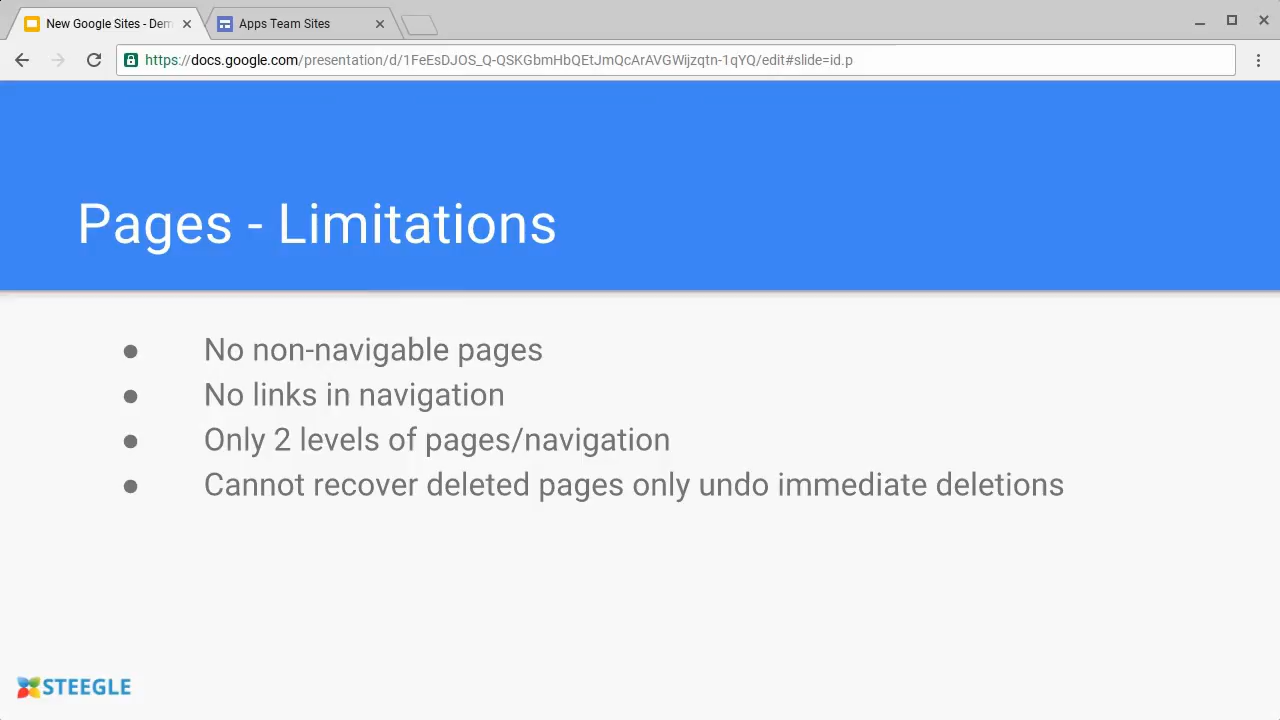 New Google Sites - Dem
Apps Team Sites
https://docs.google.com/presentation/d/1FeEsDJOS_Q-QSKGbmHbQEtJmQcArAVGWijzqtn-1qYQ/edit#slide=id.p
Pages - Limitations
● No non-navigable pages
● No links in navigation
● Only 2 levels of pages/navigation
● Cannot recover deleted pages only undo immediate deletions
STEEGLE